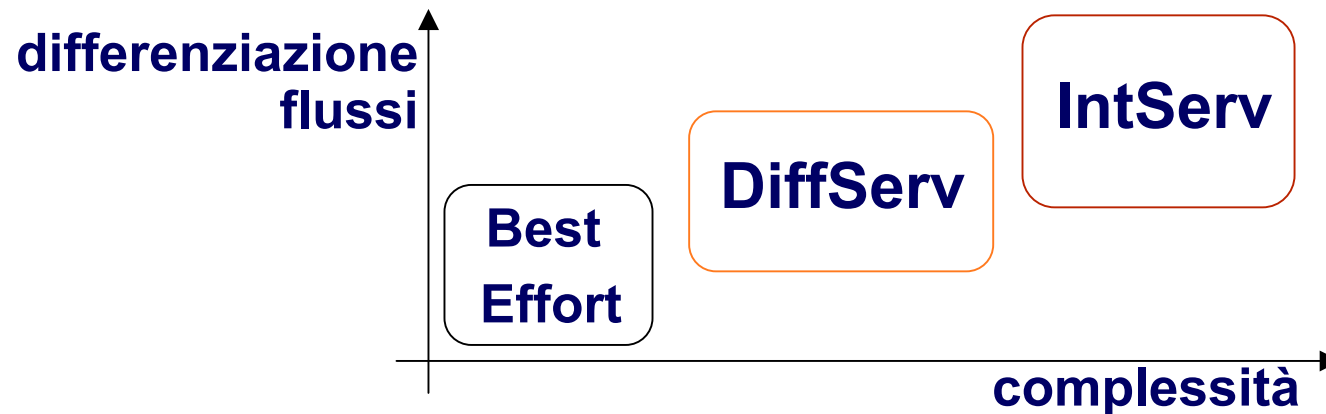 differenziazione
flussi
IntServ
DiffServ
Best
Effort
complessità